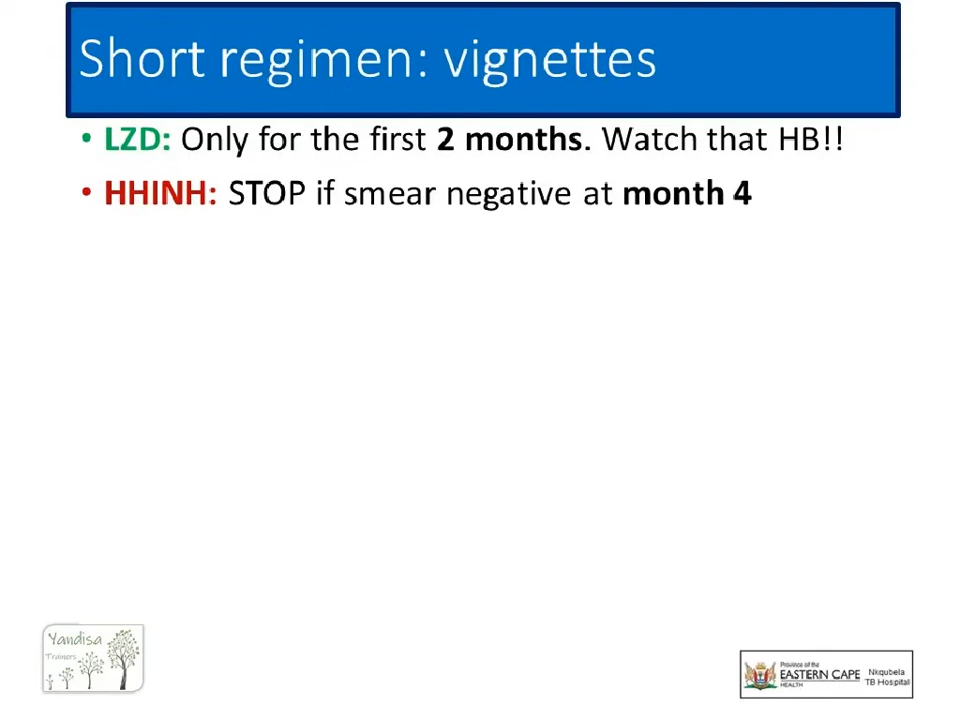 Short regimen: vignettes
• LZD: Only for the first 2 months. Watch that HB!!
• HHINH: STOP if smear negative at month 4
Yandisa
Trainers
Province of the
EASTERN CAPE
HEALTH
Nkqubela
TB Hospital